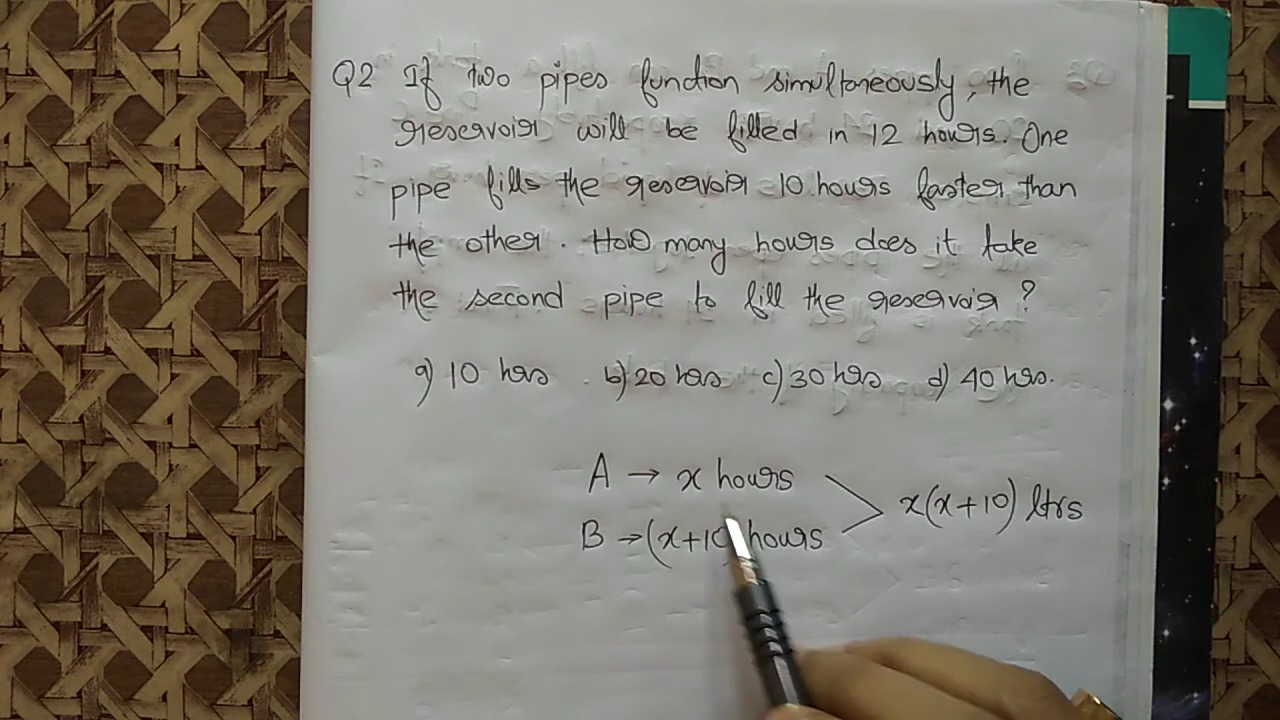 Q2 If two pipes function simultaneously, the
reservoir will be filled in 12 hours. One
pipe fills the reservoir 10 hours faster than
the other. How many hours does it take
the second pipe to fill the reservoir?
a) 10 hrs b) 20 hrs c) 30 hrs d) 40 hrs.
A → x hours
x(x+10) ltrs
B → (x+10) hours